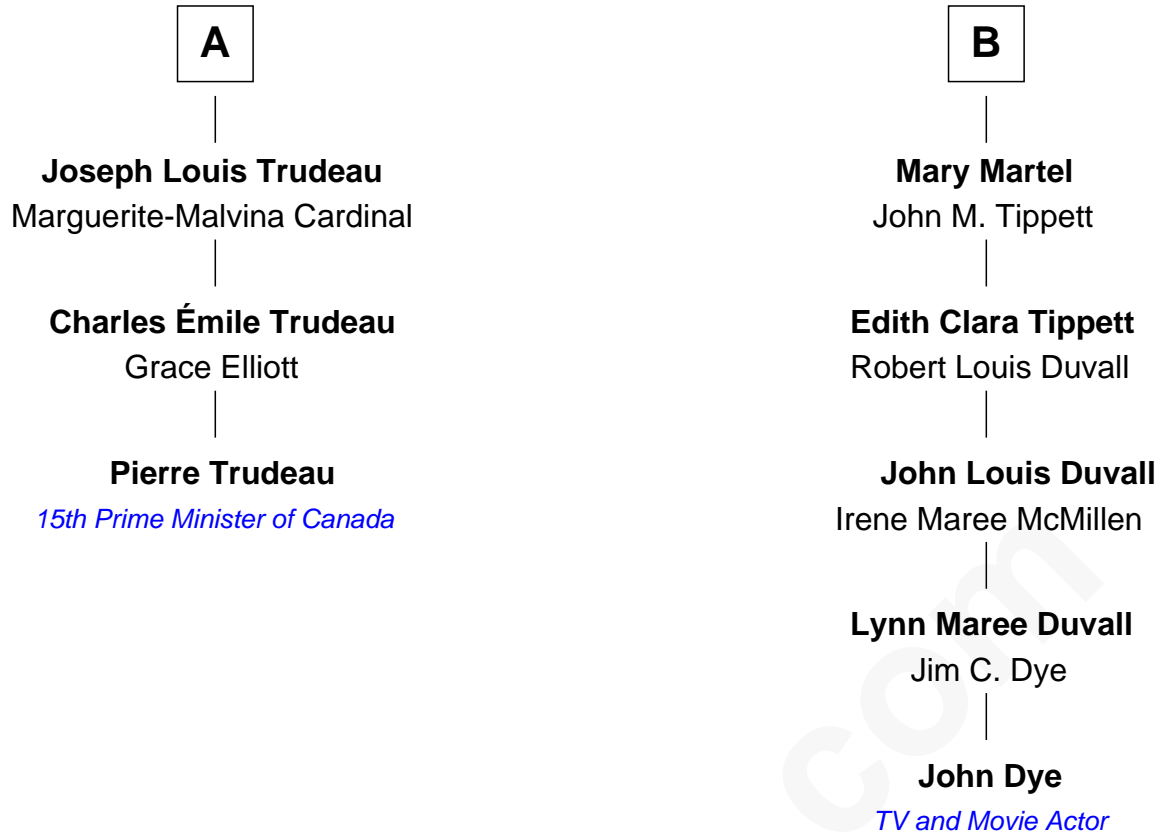 A
Joseph Louis Trudeau
Marguerite-Malvina Cardinal
Charles Émile Trudeau
Grace Elliott
Pierre Trudeau
15th Prime Minister of Canada
B
Mary Martel
John M. Tippett
Edith Clara Tippett
Robert Louis Duvall
John Louis Duvall
Irene Maree McMillen
Lynn Maree Duvall
Jim C. Dye
John Dye
TV and Movie Actor
com